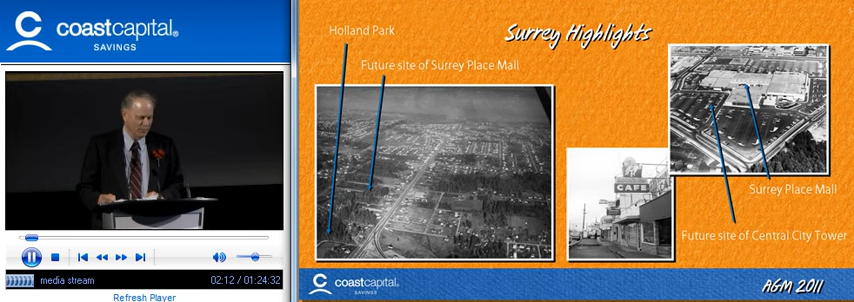 coastcapital®
SAVINGS
media stream
02:12 / 01:24:32
Refresh Player
Surrey Highlights
Holland Park
Future site of Surrey Place Mall
CAFE
Surrey Place Mall
Future site of Central City Tower
coastcapital®
SAVINGS
AGM 2011